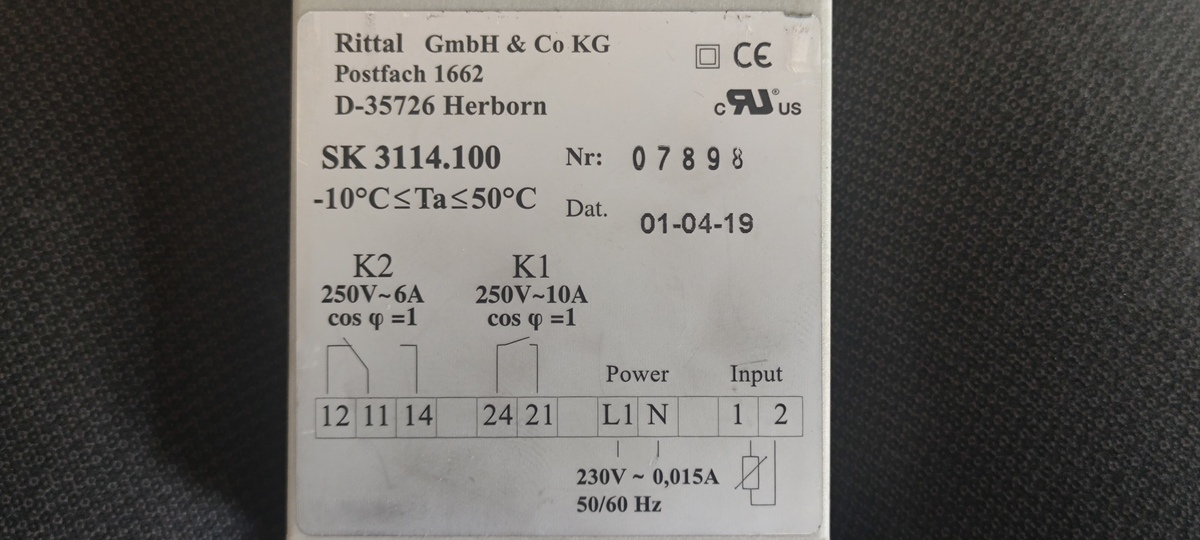 Rittal GmbH & Co KG
Postfach 1662
D-35726 Herborn
CE
c RU ® US
SK 3114.100
Nr: 07898
-10°C≤Ta≤50°C
Dat. 01-04-19
K2
250V~6A
cos φ =1
K1
250V~10A
cos φ =1
Power
Input
12 11 14 24 21 L1 N 1 2
230V ~ 0,015A
50/60 Hz